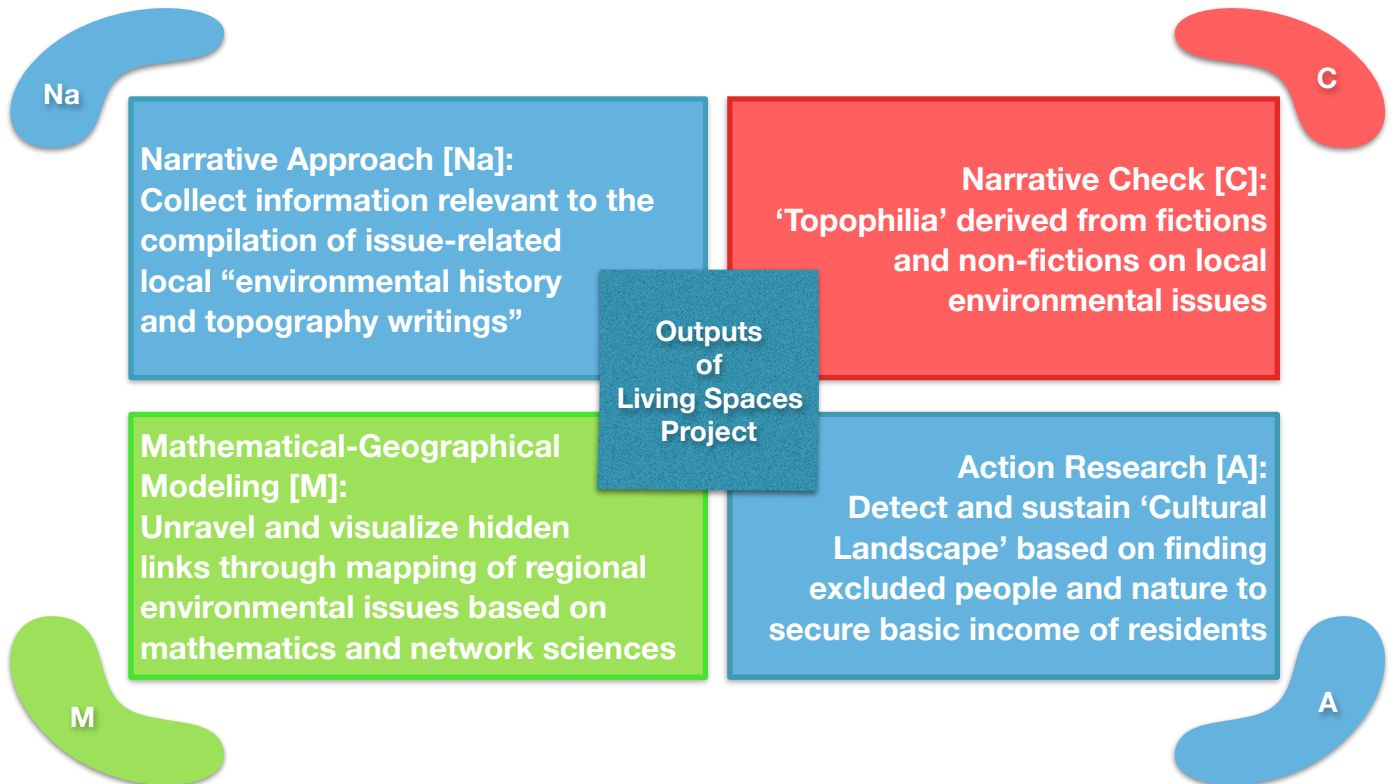 Na
C
Narrative Approach [Na]:
Collect information relevant to the
compilation of issue-related
local “environmental history
and topography writings”
Narrative Check [C]:
‘Topophilia’ derived from fictions
and non-fictions on local
environmental issues
Outputs
of
Living Spaces
Project
Mathematical-Geographical
Modeling [M]:
Unravel and visualize hidden
links through mapping of regional
environmental issues based on
mathematics and network sciences
Action Research [A]:
Detect and sustain ‘Cultural
Landscape’ based on finding
excluded people and nature to
secure basic income of residents
M
A